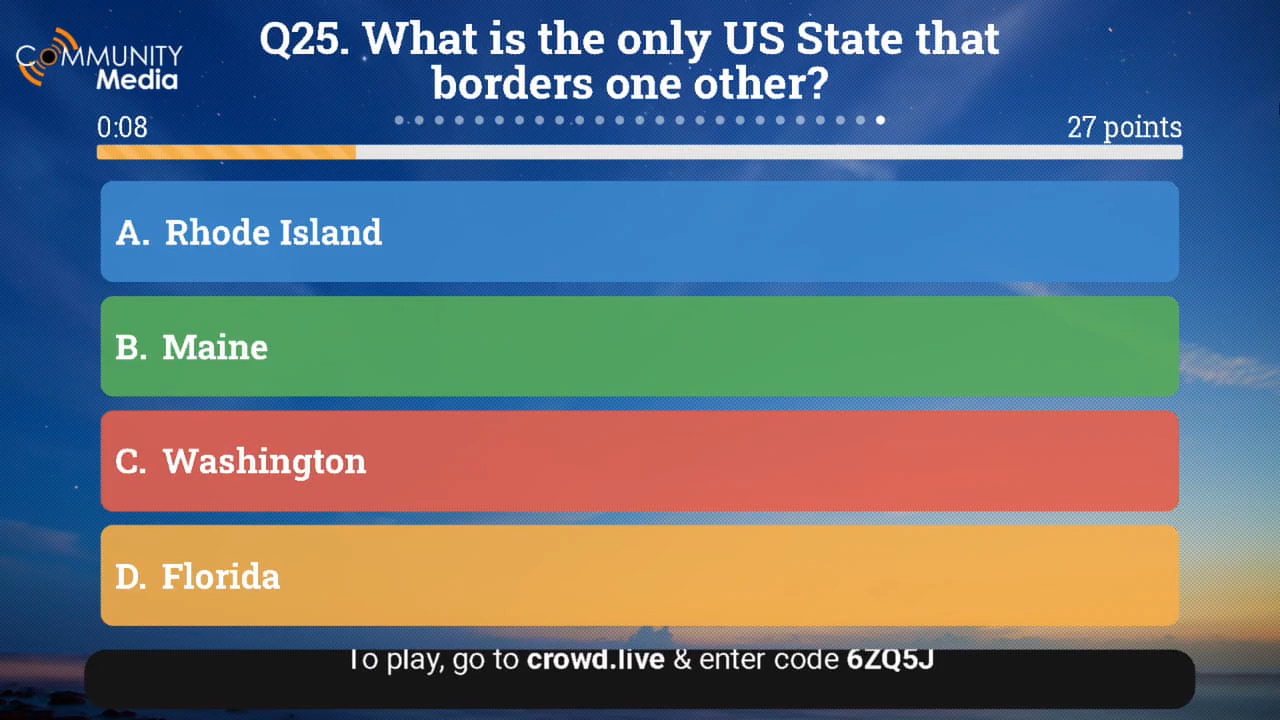 COMMUNITY
Media
Q25. What is the only US State that
borders one other?
0:08
27 points
A. Rhode Island
B. Maine
C. Washington
D. Florida
To play, go to crowd.live & enter code 6ZQ5J